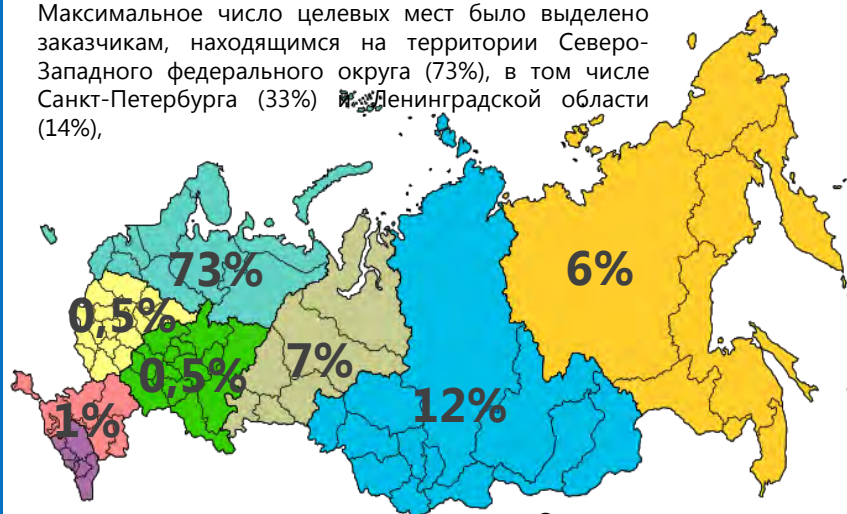 Максимальное число целевых мест было выделено
заказчикам, находящимся на территории Северо-
Западного федерального округа (73%), в том числе
Санкт-Петербурга (33%) и Ленинградской области
(14%),
73%
6%
0,5%
7%
0,5%
12%
1%